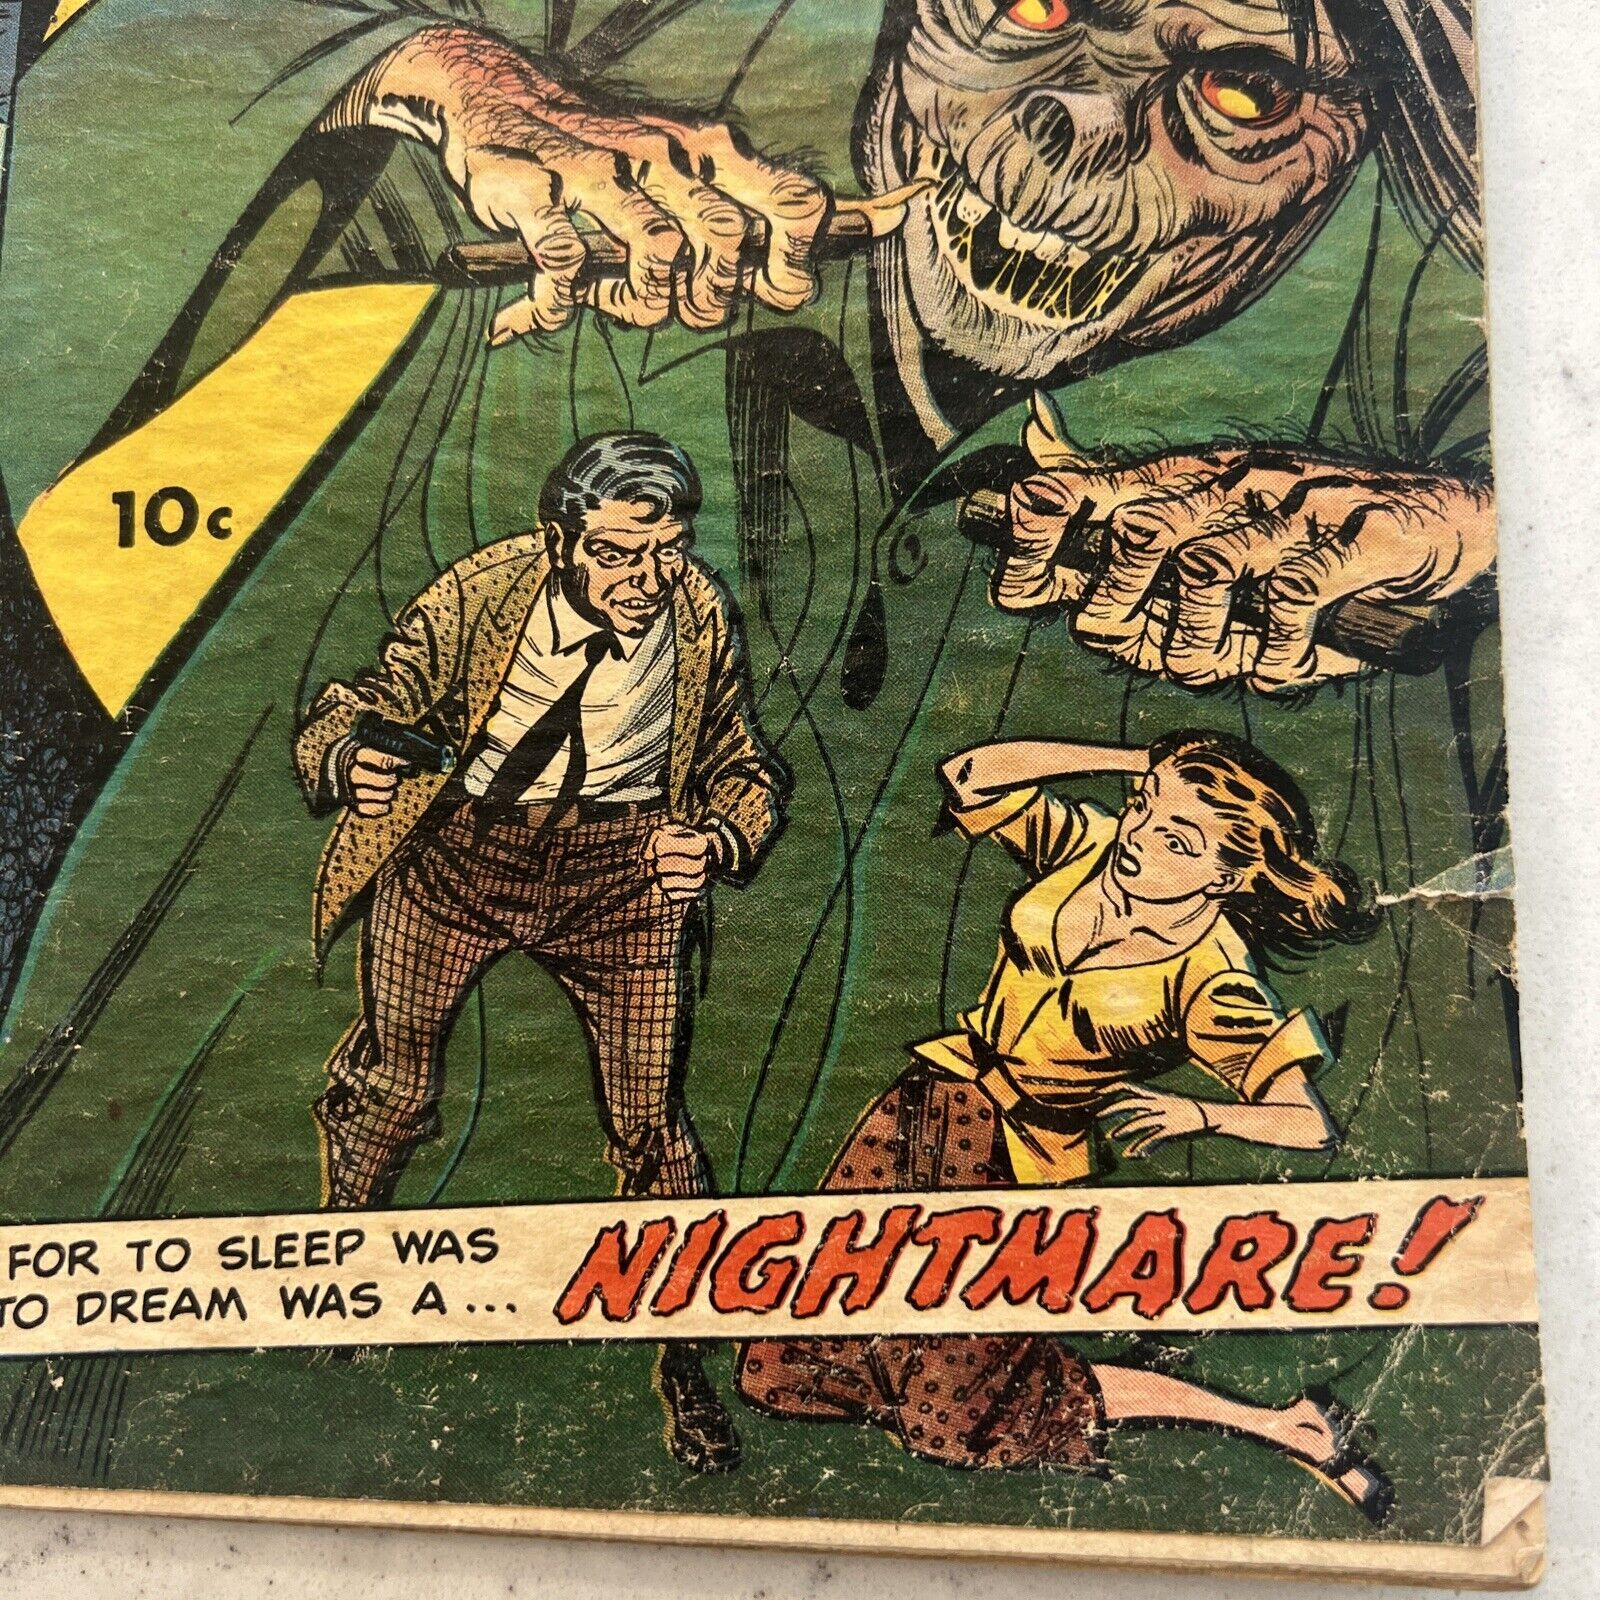 10c
FOR TO SLEEP WAS
TO DREAM WAS A... NIGHTMARE!